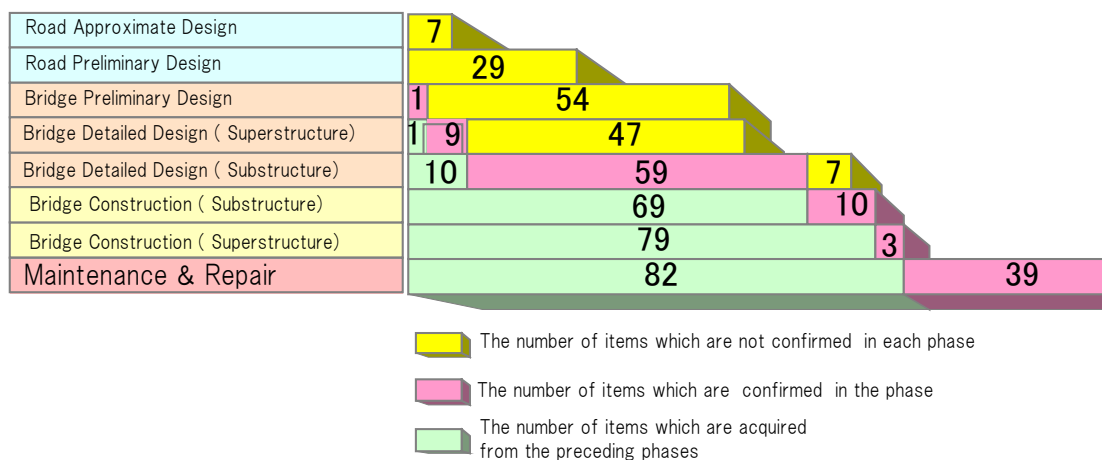 Road Approximate Design
7
Road Preliminary Design
29
Bridge Preliminary Design
1 54
Bridge Detailed Design ( Superstructure)
1 9 47
Bridge Detailed Design ( Substructure)
10 59 7
Bridge Construction ( Substructure)
69 10
Bridge Construction ( Superstructure)
79 3
Maintenance & Repair
82 39
The number of items which are not confirmed in each phase
The number of items which are confirmed in the phase
The number of items which are acquired
from the preceding phases